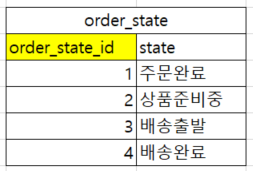 order_state
order_state_id state
1 주문완료
2 상품준비중
3 배송출발
4 배송완료